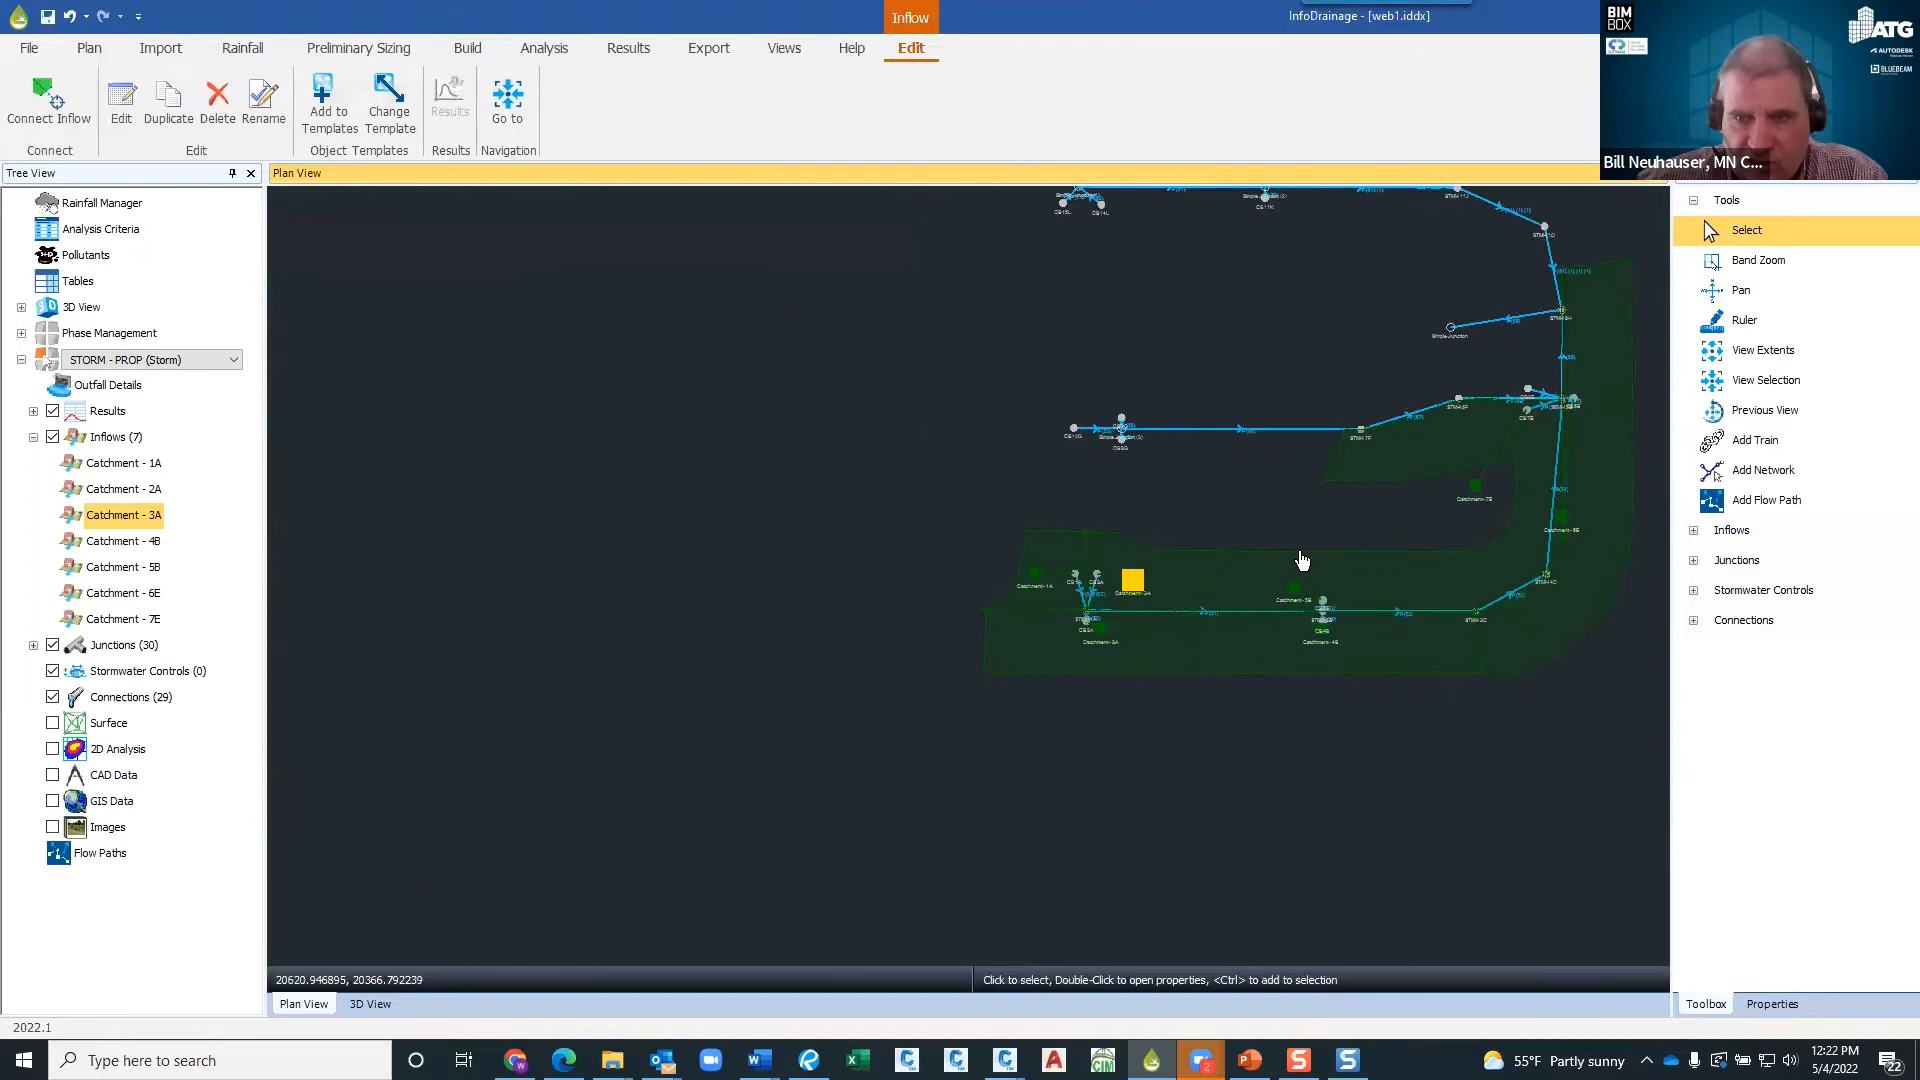 Inflow
InfoDrainage - [web1.iddx]
File Plan Import Rainfall Preliminary Sizing Build Analysis Results Export Views Help Edit
Connect Inflow
Edit
Duplicate
Delete
Rename
Add to Templates
Change Template
Results
Go to
Connect Edit Object Templates Results Navigation
BIM BOX
ATG
AUTODESK
BLUEBEAM
Bill Neuhauser, MN C...
Tree View
Plan View
Rainfall Manager
Analysis Criteria
Pollutants
Tables
3D View
Phase Management
STORM - PROP (Storm)
Outfall Details
Results
Inflows (7)
Catchment - 1A
Catchment - 2A
Catchment - 3A
Catchment - 4B
Catchment - 5B
Catchment - 6E
Catchment - 7E
Junctions (30)
Stormwater Controls (0)
Connections (29)
Surface
2D Analysis
CAD Data
GIS Data
Images
Flow Paths
Tools
Select
Band Zoom
Pan
Ruler
View Extents
View Selection
Previous View
Add Train
Add Network
Add Flow Path
Inflows
Junctions
Stormwater Controls
Connections
20620.946895, 20366.792239
Click to select, Double-Click to open properties, <Ctrl> to add to selection
Plan View 3D View
Toolbox Properties
2022.1
Type here to search
55°F Partly sunny
12:22 PM
5/4/2022
22